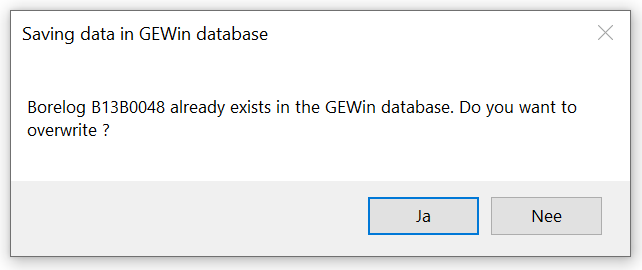 Saving data in GEWin database
Borelog B13B0048 already exists in the GEWin database. Do you want to
overwrite ?
Ja
Nee